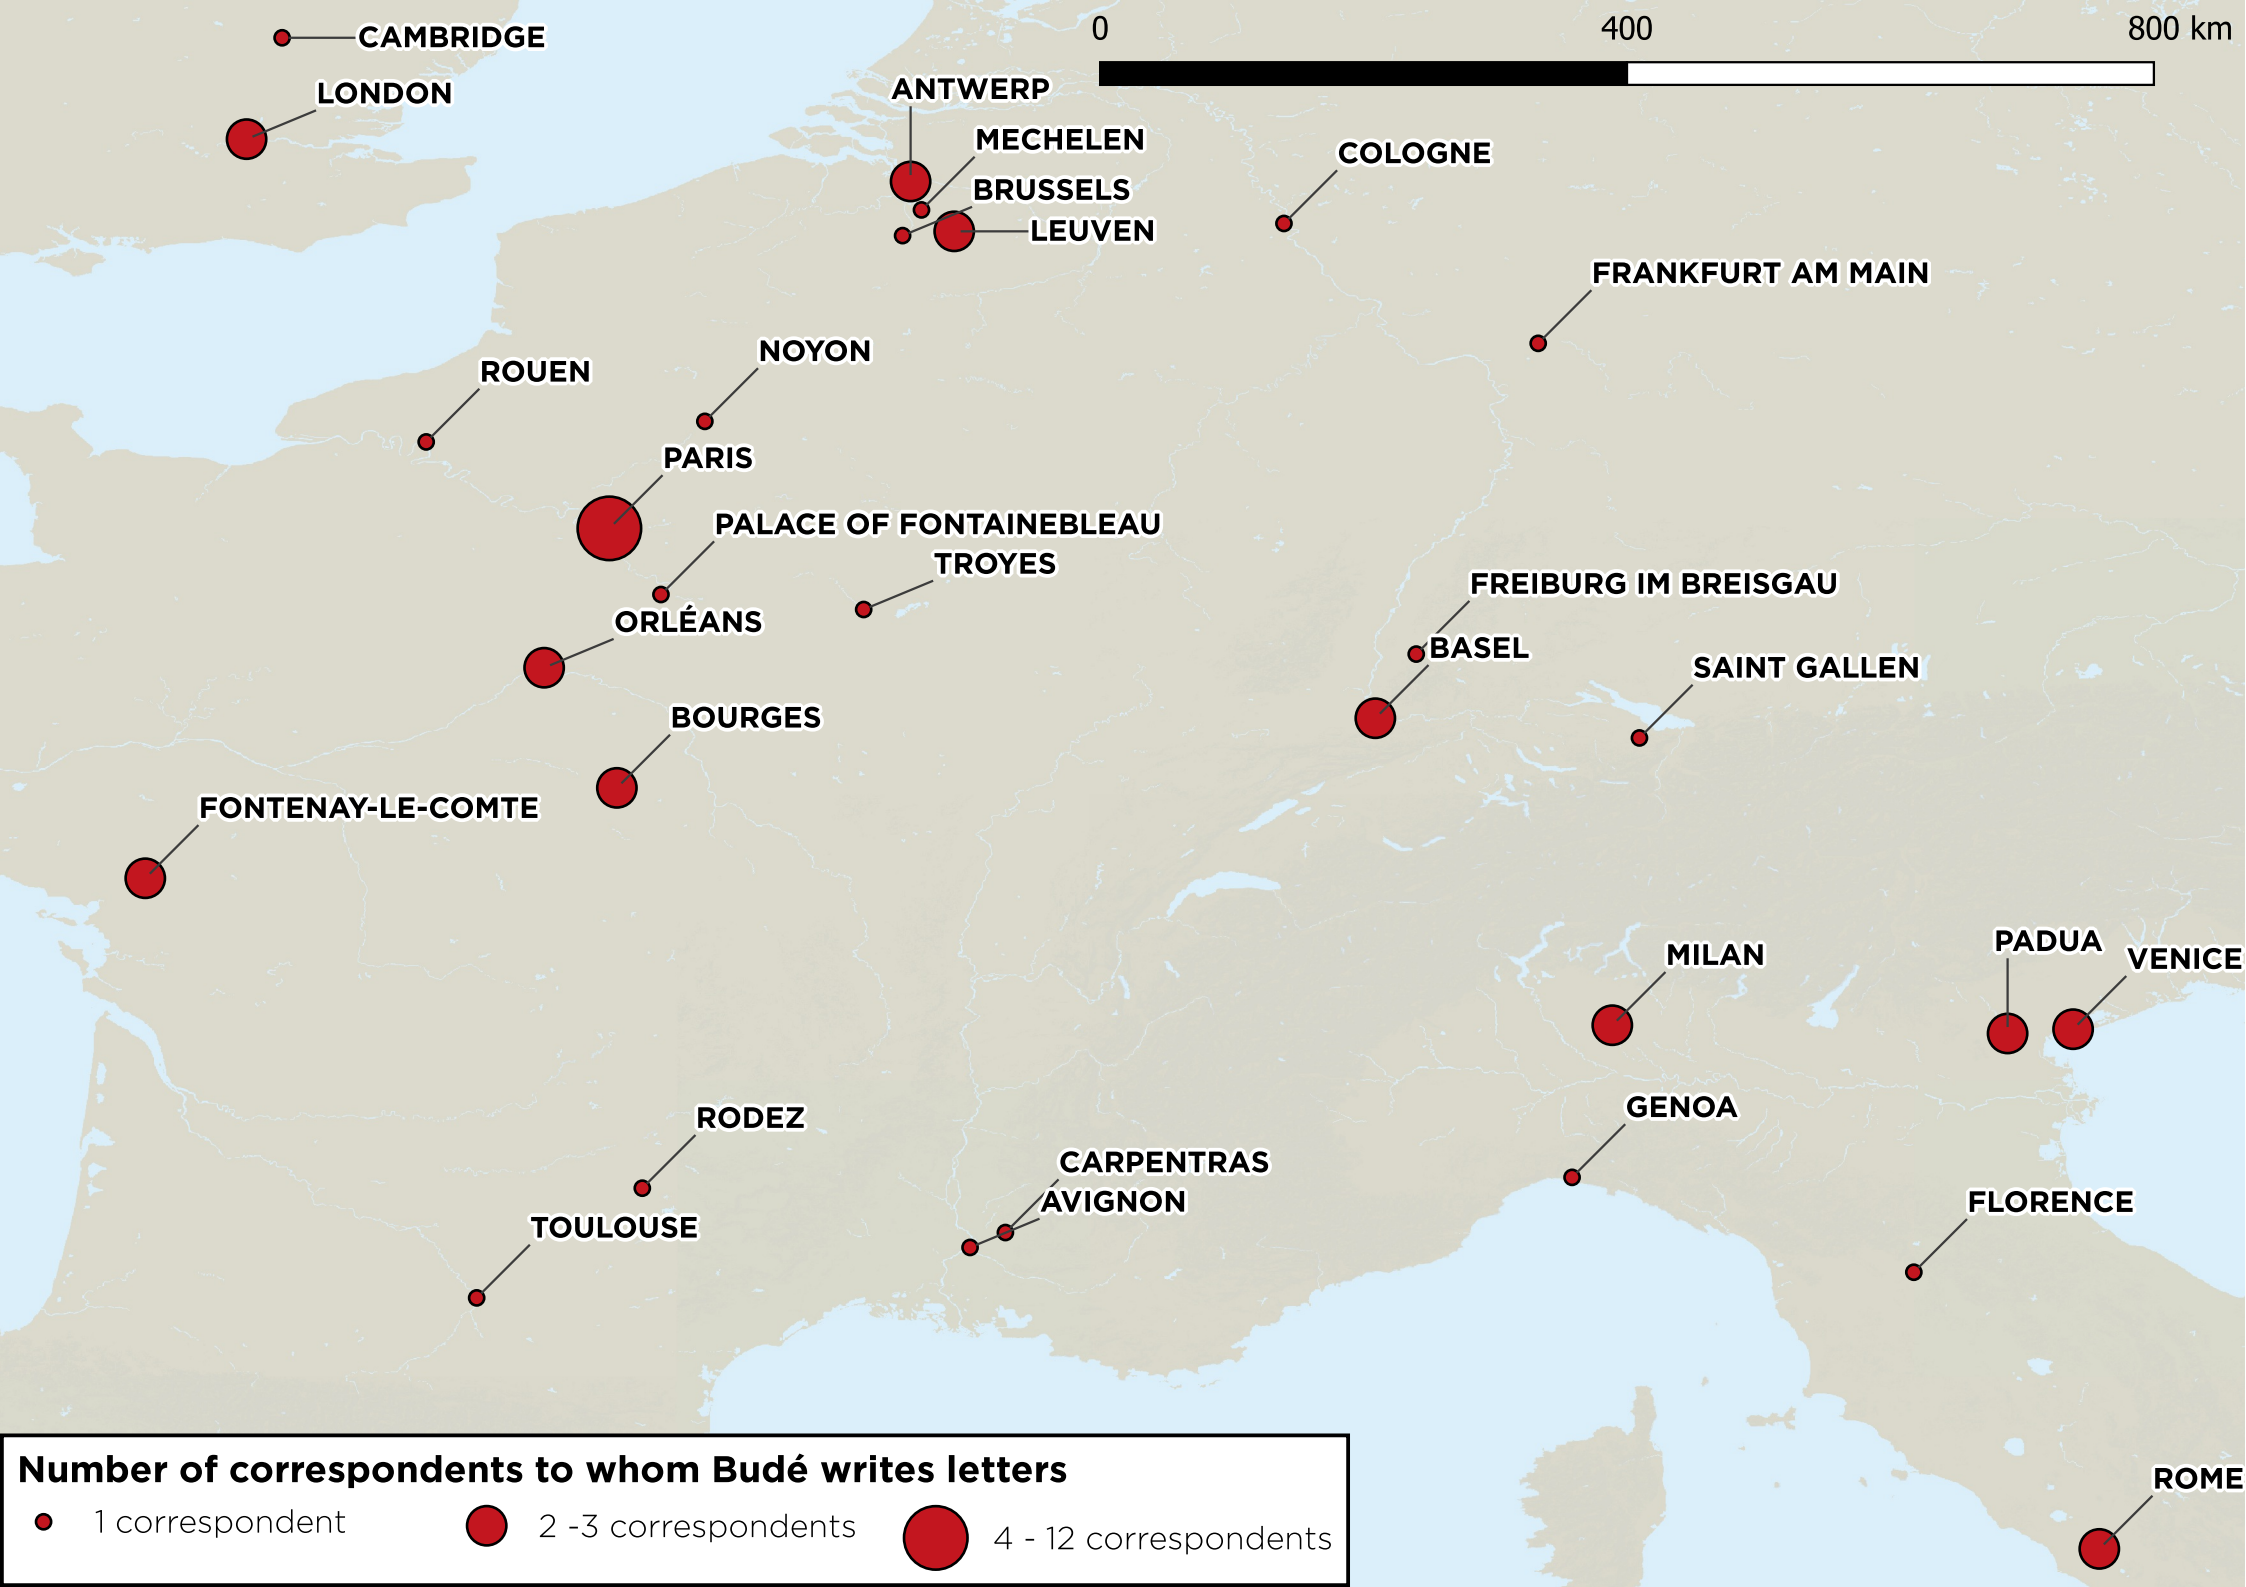 0 400 800 km
CAMBRIDGE
LONDON
ANTWERP
MECHELEN
BRUSSELS
LEUVEN
COLOGNE
FRANKFURT AM MAIN
NOYON
ROUEN
PARIS
PALACE OF FONTAINEBLEAU
TROYES
ORLÉANS
FREIBURG IM BREISGAU
BASEL
SAINT GALLEN
BOURGES
FONTENAY-LE-COMTE
MILAN
PADUA
VENICE
GENOA
RODEZ
CARPENTRAS
AVIGNON
FLORENCE
TOULOUSE
ROME
Number of correspondents to whom Budé writes letters
1 correspondent
2 -3 correspondents
4 - 12 correspondents